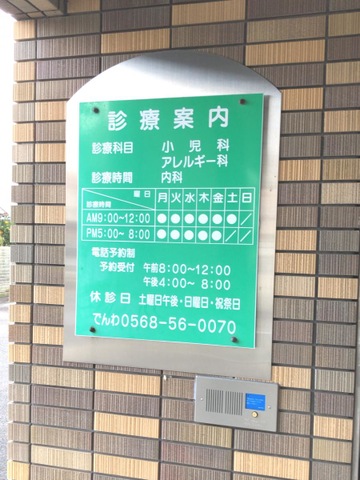 診療案内
診療科目 小児科
アレルギー科
診療時間 内科
曜日 診療時間 月 火 水 木 金 土 日
AM9:00~12:00 ● ● ● ● ● ● ／
PM5:00~ 8:00 ● ● ● ● ● ／ ／
電話予約制
予約受付 午前8:00~12:00
午後4:00~ 8:00
休診日 土曜日午後・日曜日・祝祭日
でんわ0568-56-0070